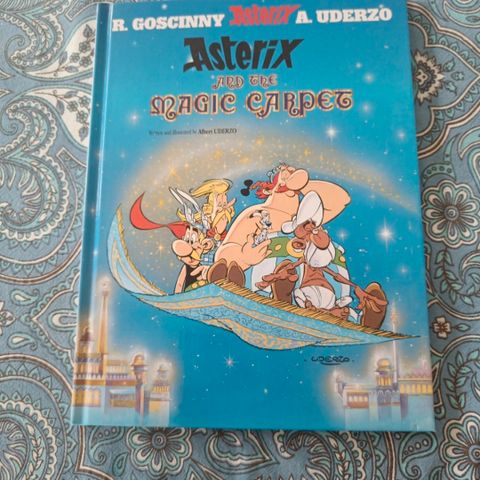 R. GOSCINNY Asterix A. UDERZO
Asterix
AND THE
MAGIC CARPET
Written and illustrated by Albert UDERZO
UDERZO